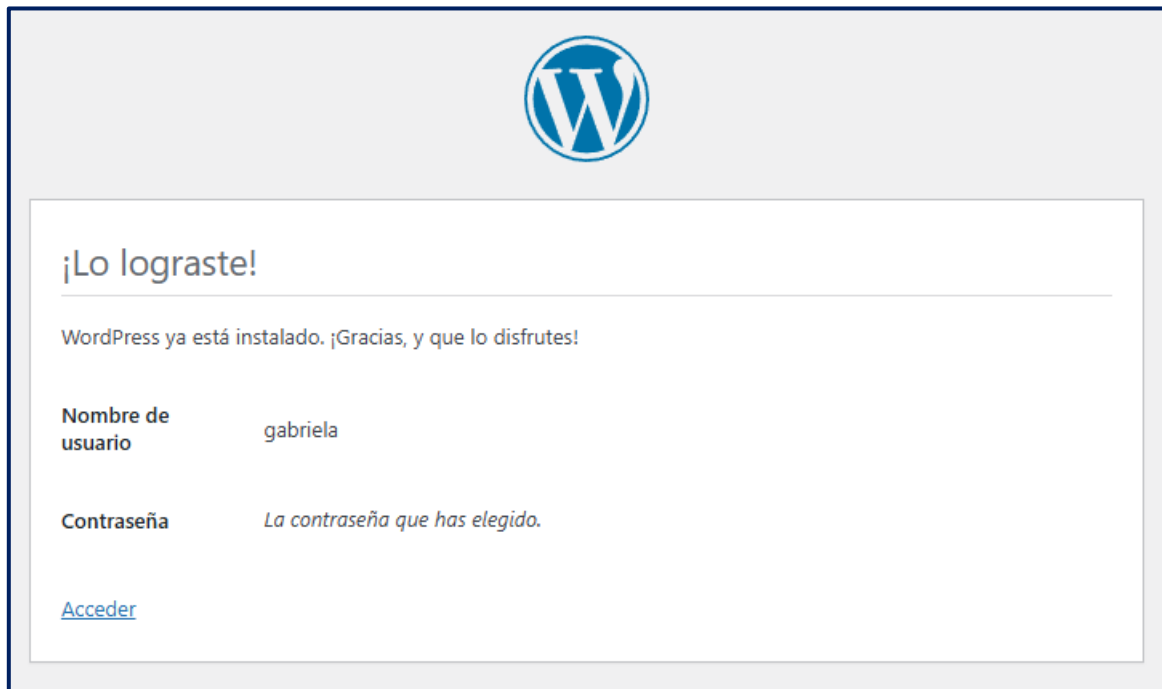 ¡Lo lograste!
WordPress ya está instalado. ¡Gracias, y que lo disfrutes!
Nombre de
usuario
gabriela
Contraseña
La contraseña que has elegido.
Acceder